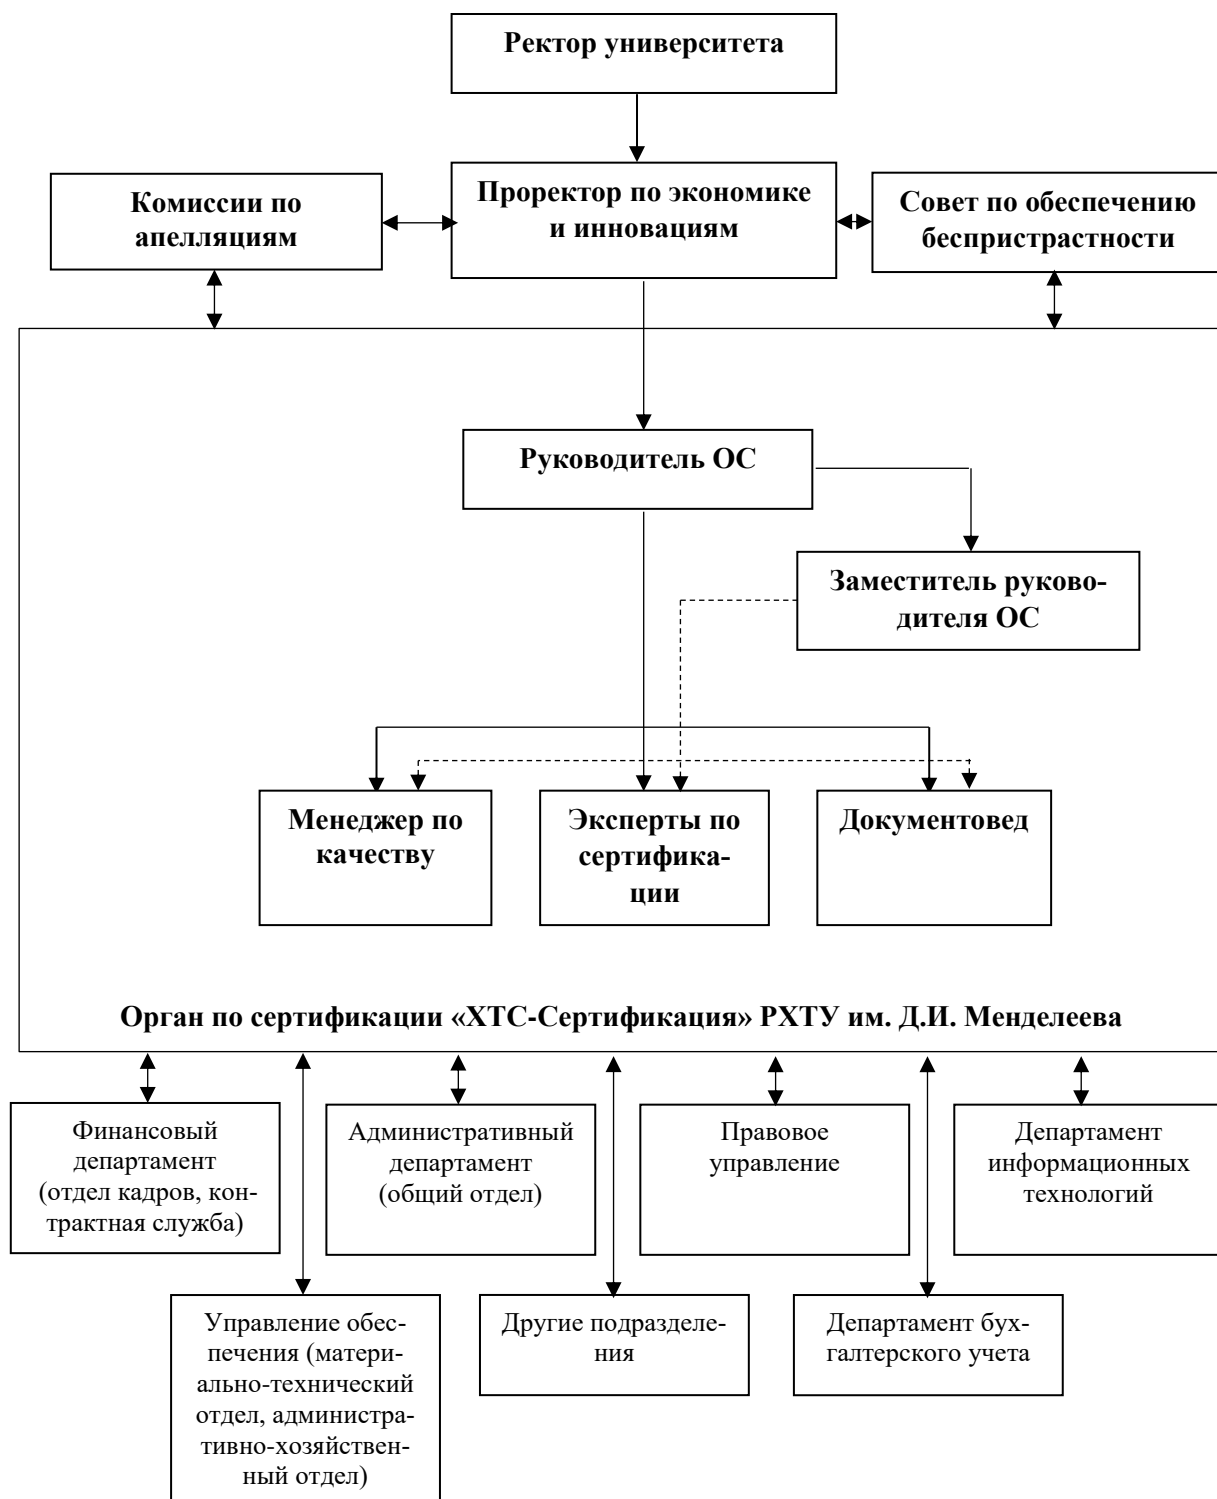 Ректор университета
Комиссии по
апелляциям
Проректор по экономике
и инновациям
Совет по обеспечению
беспристрастности
Руководитель ОС
Заместитель руково-
дителя ОС
Менеджер по
качеству
Эксперты по
сертифика-
ции
Документовед
Орган по сертификации «ХТС-Сертификация» РХТУ им. Д.И. Менделеева
Финансовый
департамент
(отдел кадров, кон-
трактная служба)
Административный
департамент
(общий отдел)
Правовое
управление
Департамент
информационных
технологий
Управление обес-
печения (матери-
ально-технический
отдел, администра-
тивно-хозяйствен-
ный отдел)
Другие подразделе-
ния
Департамент бух-
галтерского учета